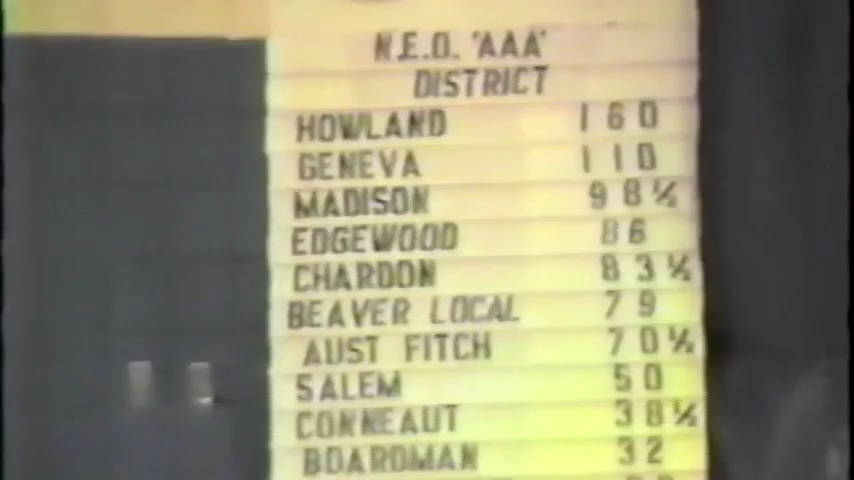 N.E.O. 'AAA'
DISTRICT
HOWLAND 160
GENEVA 110
MADISON 98½
EDGEWOOD 86
CHARDON 83½
BEAVER LOCAL 79
AUST FITCH 70½
SALEM 50
CONNEAUT 38½
BOARDMAN 32